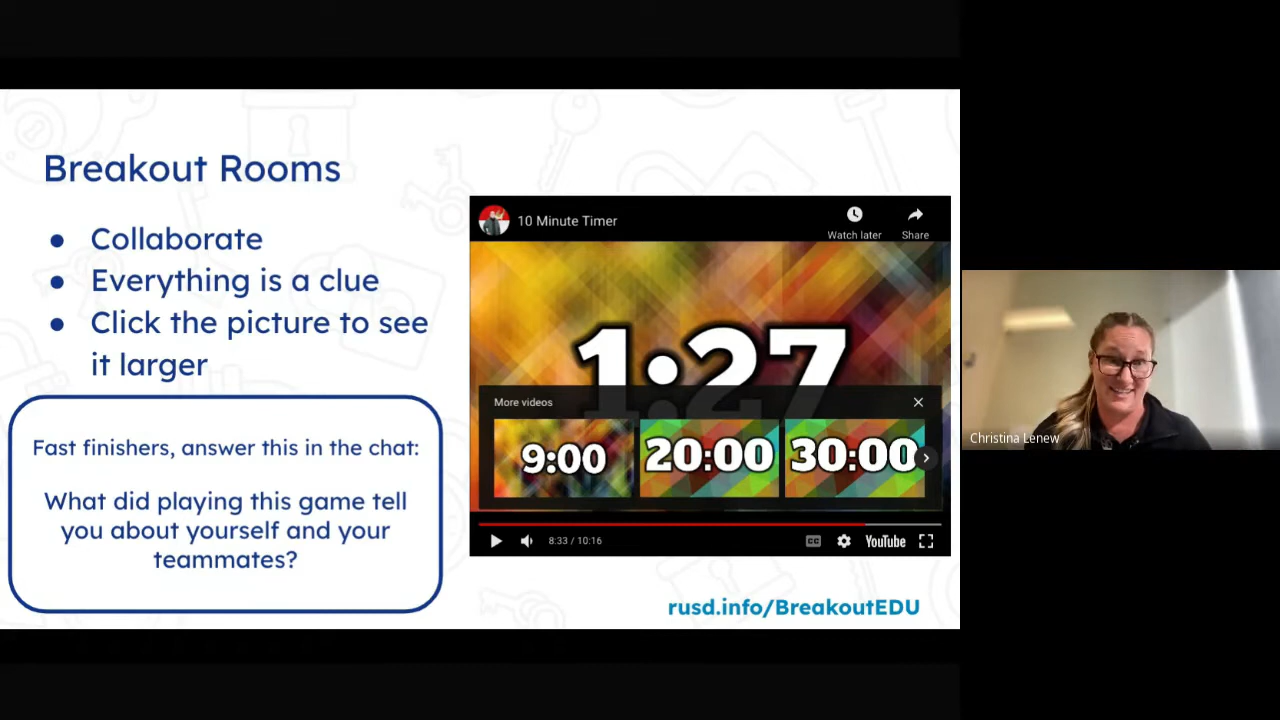 Breakout Rooms
● Collaborate
● Everything is a clue
● Click the picture to see
it larger
Fast finishers, answer this in the chat:
What did playing this game tell
you about yourself and your
teammates?
10 Minute Timer
Watch later
Share
1:27
More videos
9:00
20:00
30:00
8:33 / 10:16
CC
YouTube
rusd.info/BreakoutEDU
Christina Lenew